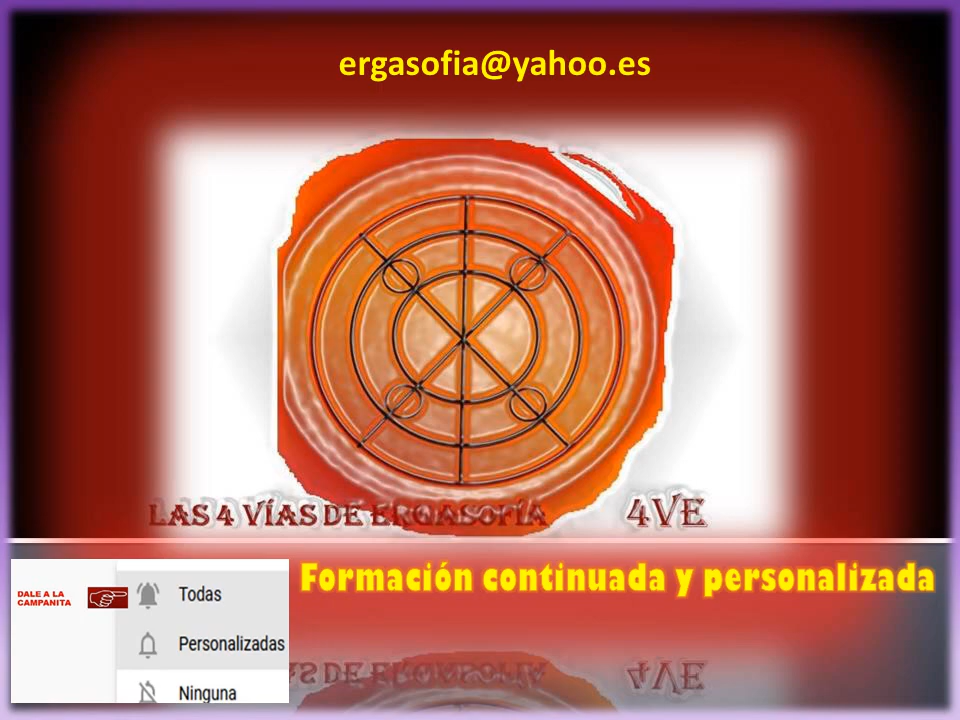 ergasofia@yahoo.es
LAS 4 VÍAS DE ERGASOFÍA
4VE
Formación continuada y personalizada
DALE A LA
CAMPANITA
Todas
Personalizadas
Ninguna